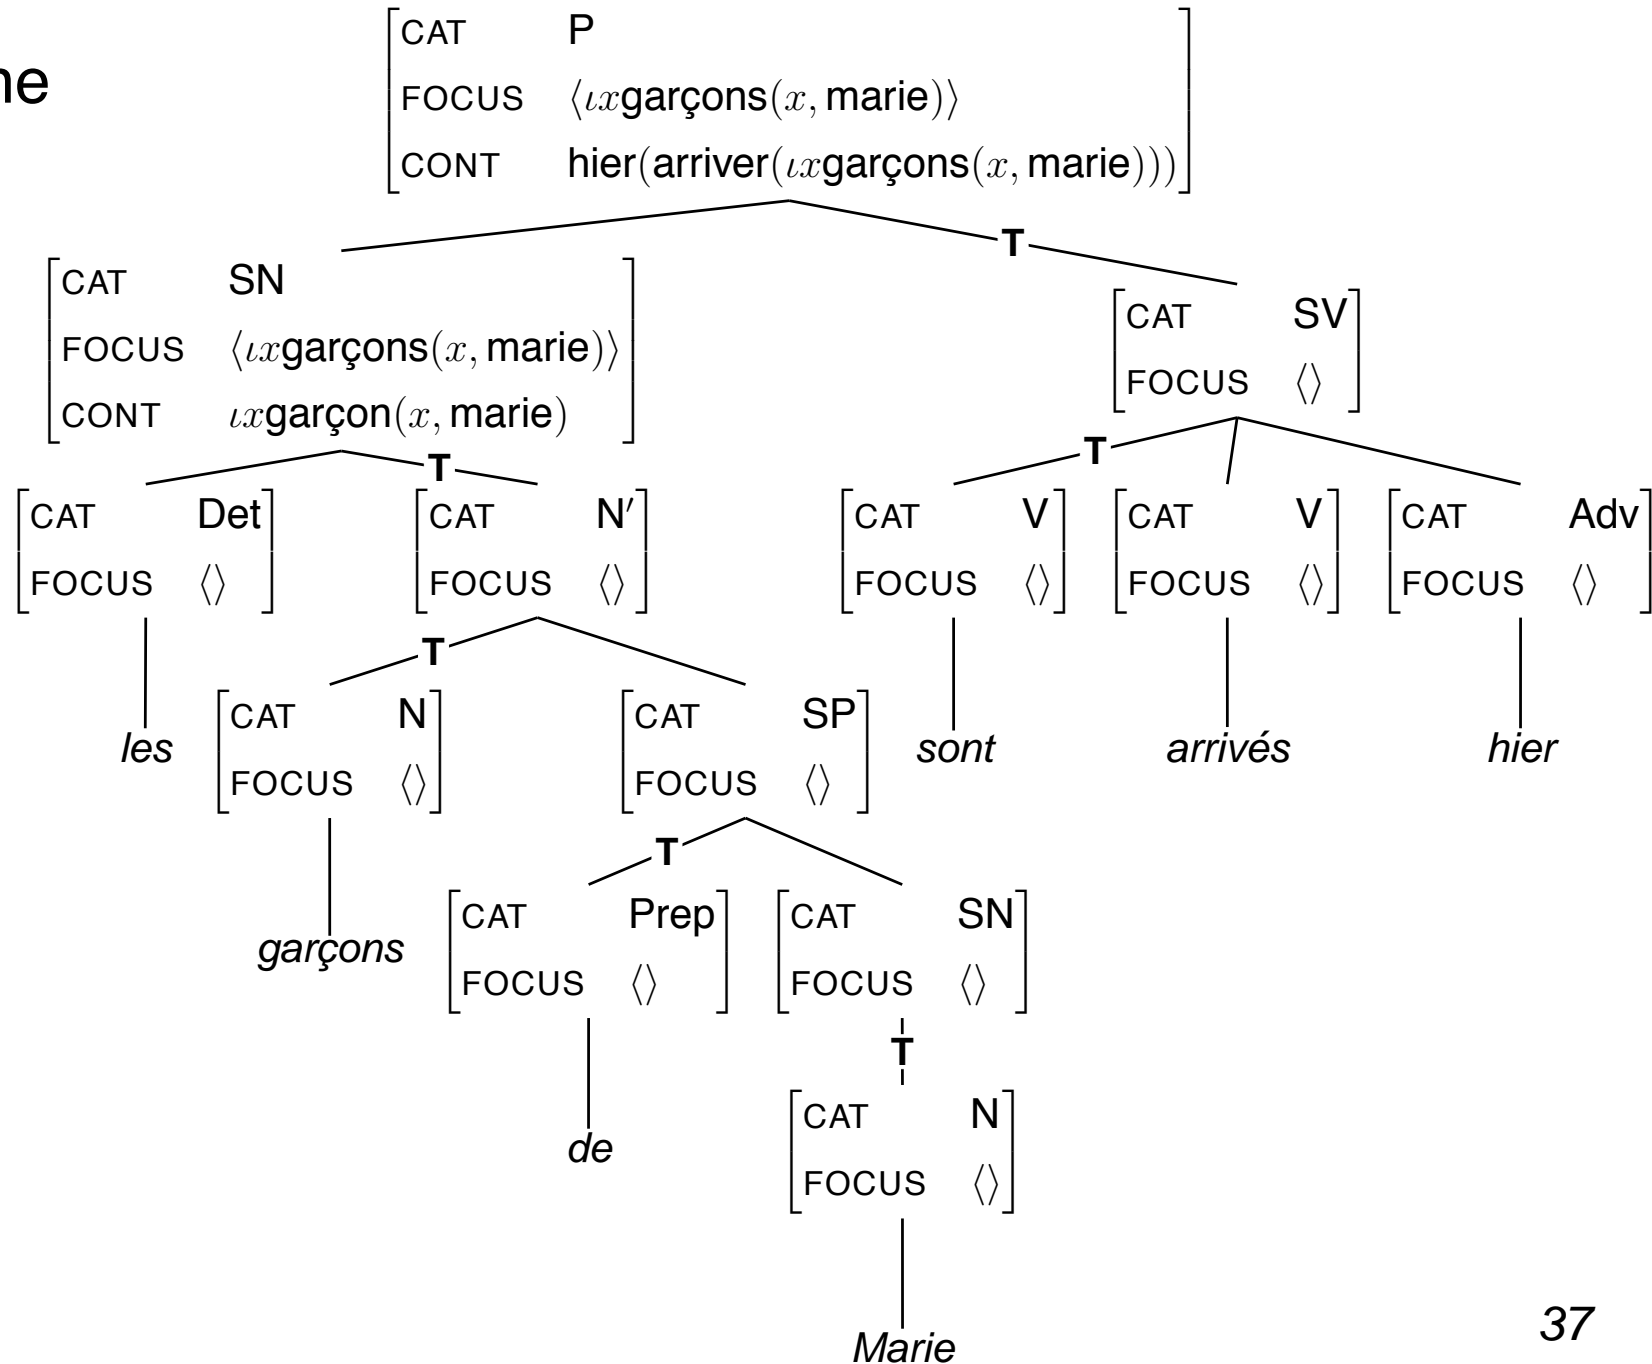 CAT P
ne
FOCUS ⟨ιxgarçons(x, marie)⟩
CONT hier(arriver(ιxgarçons(x, marie)))
T
CAT SN
FOCUS ⟨ιxgarçons(x, marie)⟩
CONT ιxgarçon(x, marie)
CAT SV
FOCUS ⟨⟩
T
T
CAT Det
FOCUS ⟨⟩
CAT N′
FOCUS ⟨⟩
CAT V
FOCUS ⟨⟩
CAT V
FOCUS ⟨⟩
CAT Adv
FOCUS ⟨⟩
T
les
CAT N
FOCUS ⟨⟩
CAT SP
FOCUS ⟨⟩
sont
arrivés
hier
T
garçons
CAT Prep
FOCUS ⟨⟩
CAT SN
FOCUS ⟨⟩
T
de
CAT N
FOCUS ⟨⟩
Marie
37